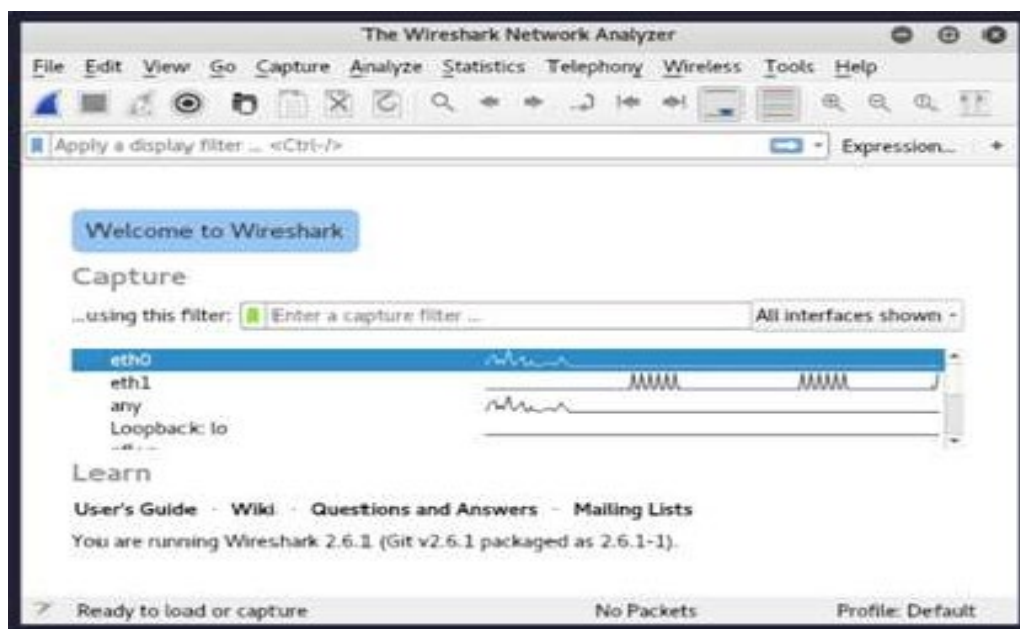 The Wireshark Network Analyzer
File Edit View Go Capture Analyze Statistics Telephony Wireless Tools Help
Apply a display filter ... <Ctrl-/> Expression... +
Welcome to Wireshark
Capture
...using this filter: Enter a capture filter ... All interfaces shown
eth0
eth1
any
Loopback: lo
Learn
User's Guide · Wiki · Questions and Answers · Mailing Lists
You are running Wireshark 2.6.1 (Git v2.6.1 packaged as 2.6.1-1).
Ready to load or capture No Packets Profile: Default